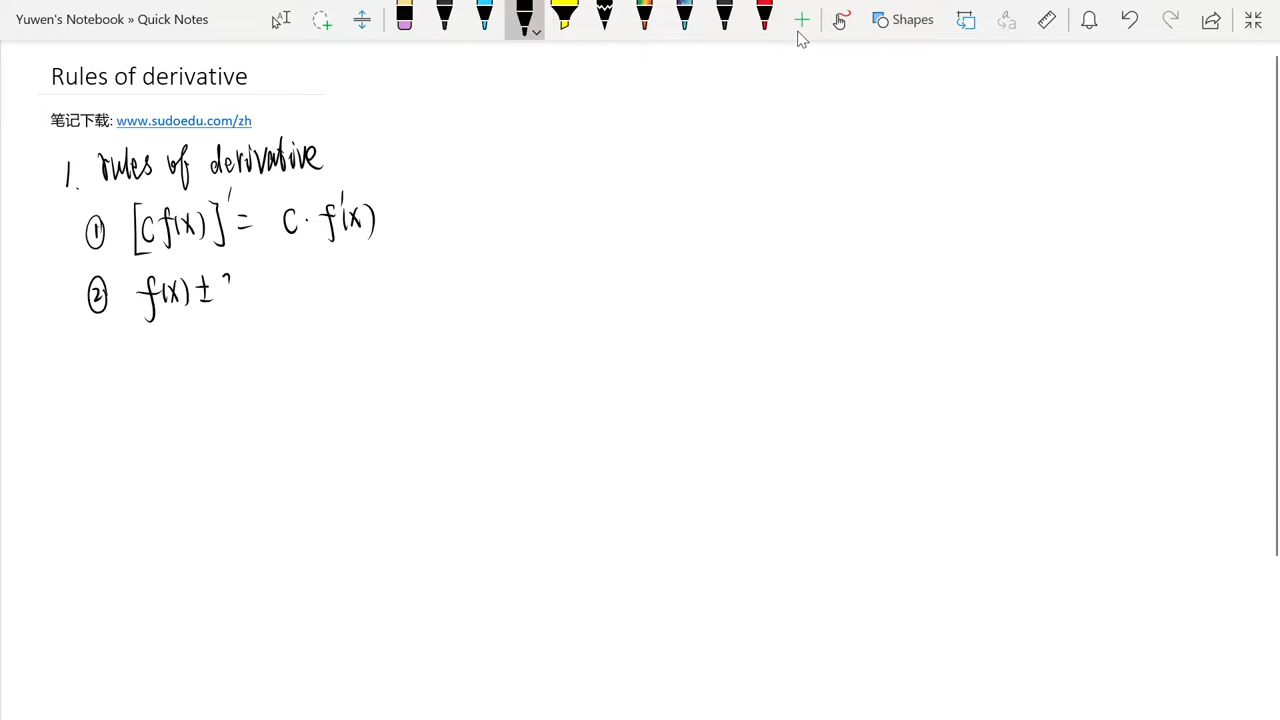 Yuwen's Notebook » Quick Notes
Shapes
Rules of derivative
笔记下载: www.sudoedu.com/zh
1. rules of derivative
① [cf(x)]' = c · f'(x)
② f(x) ±